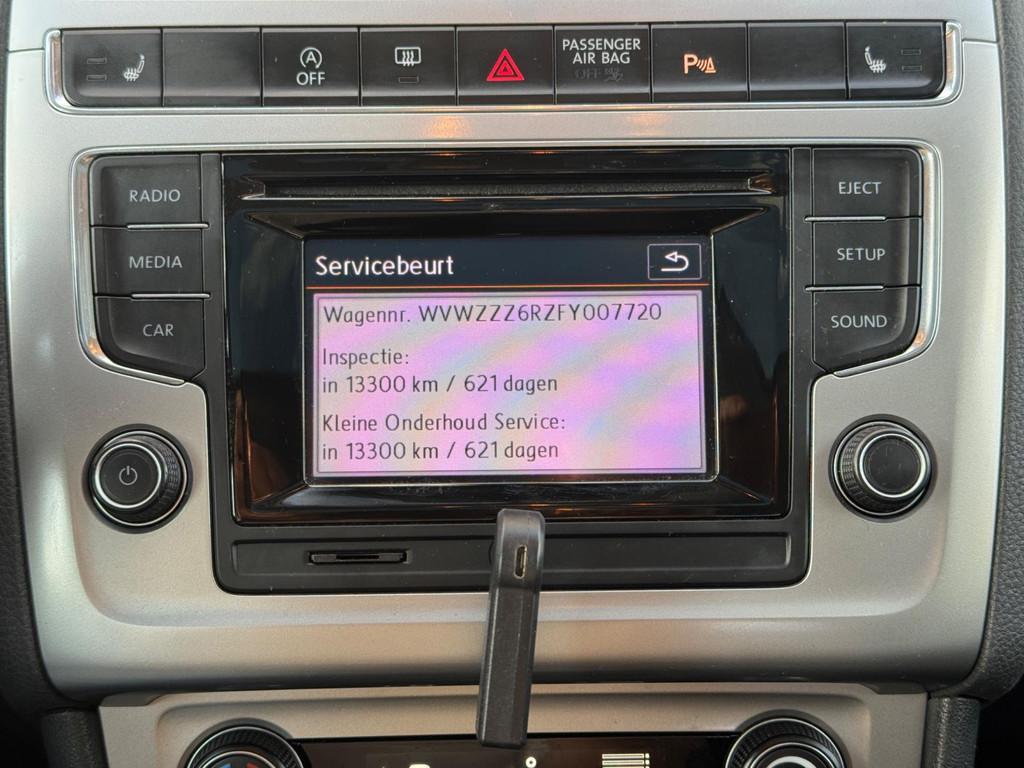 OFF
PASSENGER
AIR BAG
OFF
P
RADIO
EJECT
MEDIA
SETUP
CAR
SOUND
Servicebeurt
Wagennr. WVWZZZ6RZFY007720
Inspectie:
in 13300 km / 621 dagen
Kleine Onderhoud Service:
in 13300 km / 621 dagen